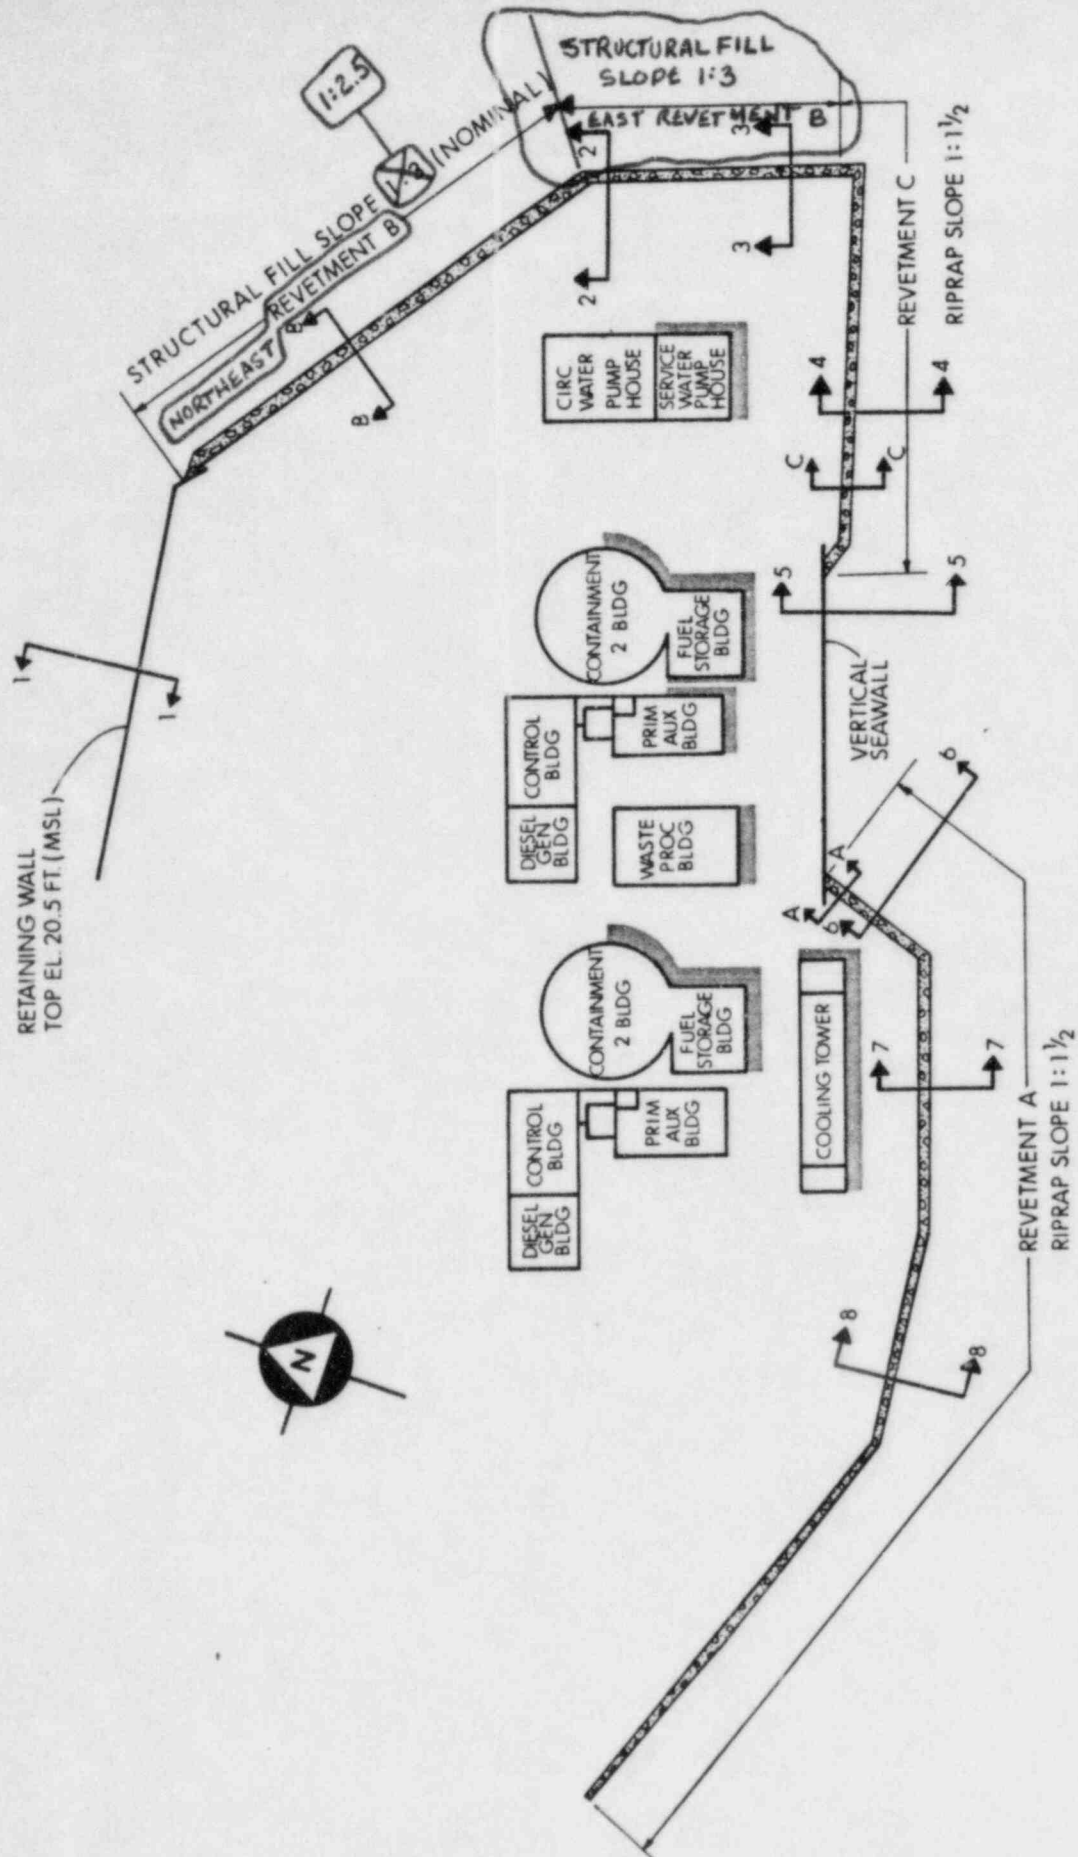 RETAINING WALL
TOP EL. 20.5 FT. (MSL)
1
1
STRUCTURAL FILL SLOPE
(NOMINAL)
1:2.5
NORTHEAST
REVETMENT B
B
B
STRUCTURAL FILL
SLOPE 1:3
EAST REVETMENT B
2
2
3
3
REVETMENT C
RIPRAP SLOPE 1:1½
4
4
C
C
5
5
CIRC
WATER
PUMP
HOUSE
SERVICE
WATER
PUMP
HOUSE
CONTAINMENT
2 BLDG
FUEL
STORAGE
BLDG
CONTROL
BLDG
DIESEL
GEN
BLDG
PRIM
AUX
BLDG
WASTE
PROC
BLDG
VERTICAL
SEAWALL
A
A
6
6
CONTAINMENT
2 BLDG
FUEL
STORAGE
BLDG
CONTROL
BLDG
DIESEL
GEN
BLDG
PRIM
AUX
BLDG
COOLING TOWER
7
7
8
8
REVETMENT A
RIPRAP SLOPE 1:1½
N